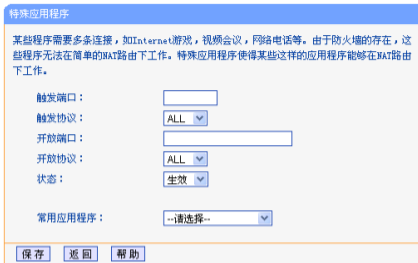 特殊应用程序
某些程序需要多条连接，如Internet游戏，视频会议，网络电话等。由于防火墙的存在，这
些程序无法在简单的NAT路由下工作。特殊应用程序使得某些这样的应用程序能够在NAT路由
下工作。
触发端口：
触发协议： ALL
开放端口：
开放协议： ALL
状态： 生效
常用应用程序： --请选择--
保存 返回 帮助